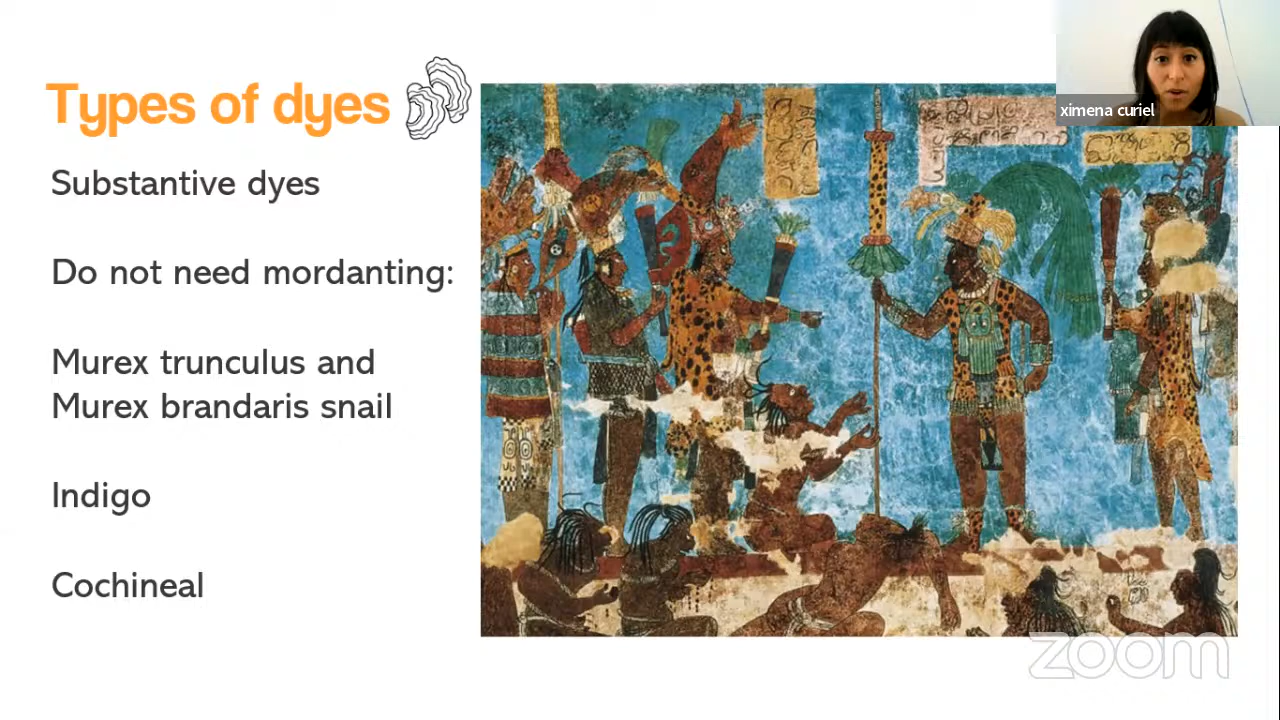 Types of dyes
ximena curiel
Substantive dyes
Do not need mordanting:
Murex trunculus and
Murex brandaris snail
Indigo
Cochineal
zoom